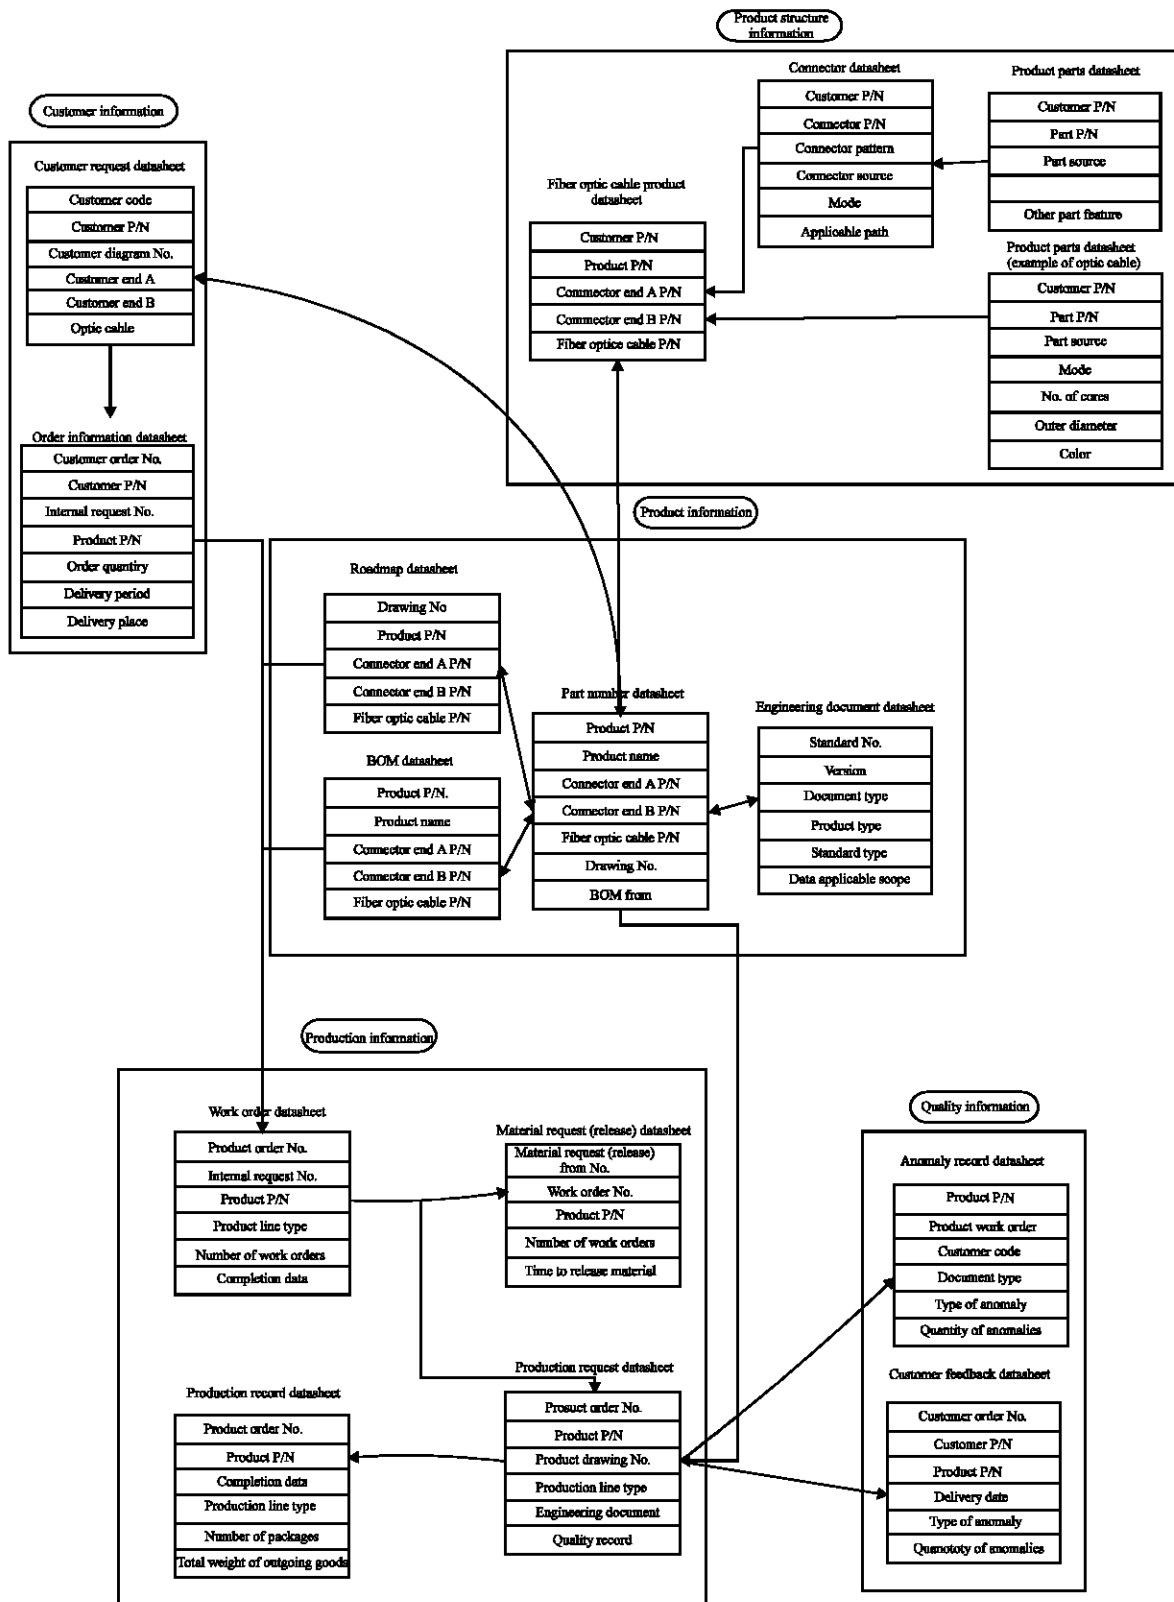 Product structure
information
Connector datasheet
Customer P/N
Connector P/N
Connector pattern
Connector source
Mode
Applicable path
Product parts datasheet
Customer P/N
Part P/N
Part source
Other part feature
Product parts datasheet
(example of optic cable)
Customer P/N
Part P/N
Part source
Mode
No. of cores
Outer diameter
Color
Fiber optic cable product
datasheet
Customer P/N
Product P/N
Commector end A P/N
Commector end B P/N
Fiber optice cable P/N
Customer information
Customer request datasheet
Customer code
Customer P/N
Customer diagram No.
Customer end A
Customer end B
Optic cable
Order information datasheet
Customer order No.
Customer P/N
Internal request No.
Product P/N
Order quantiry
Delivery period
Delivery place
Product information
Roadmap datasheet
Drawing No
Product P/N
Connector end A P/N
Connector end B P/N
Fiber optic cable P/N
BOM datasheet
Product P/N.
Product name
Connector end A P/N
Connector end B P/N
Fiber optic cable P/N
Part number datasheet
Product P/N
Product name
Connector end A P/N
Connector end B P/N
Fiber optic cable P/N
Drawing No.
BOM from
Engineering document datasheet
Standard No.
Version
Document type
Product type
Standard type
Data applicable scope
Production information
Work order datasheet
Product order No.
Internal request No.
Product P/N
Product line type
Number of work orders
Completion data
Material request (release) datasheet
Material request (release)
from No.
Work order No.
Product P/N
Number of work orders
Time to release material
Production request datasheet
Prosuct order No.
Product P/N
Product drawing No.
Production line type
Engineering document
Quality record
Production record datasheet
Product order No.
Product P/N
Completion data
Production line type
Number of packages
Total weight of outgoing goods
Quality information
Anomaly record datasheet
Product P/N
Product work order
Customer code
Document type
Type of anomaly
Quantity of anomalies
Customer feedback datasheet
Customer order No.
Customer P/N
Product P/N
Delivery date
Type of anomaly
Quanototy of anomalies